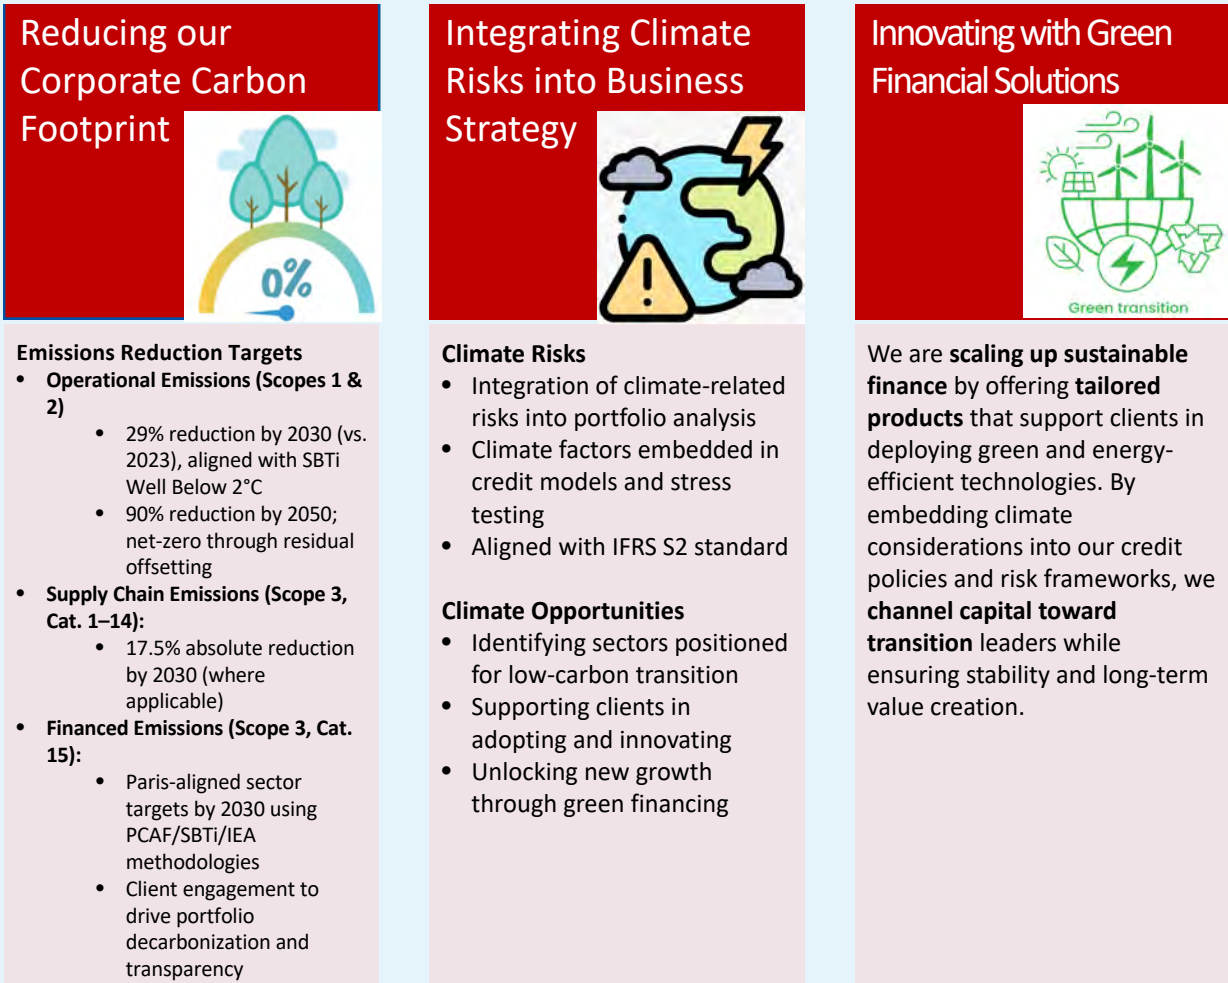 Reducing our
Corporate Carbon
Footprint
0%
Emissions Reduction Targets
• Operational Emissions (Scopes 1 &
2)
• 29% reduction by 2030 (vs.
2023), aligned with SBTi
Well Below 2°C
• 90% reduction by 2050;
net-zero through residual
offsetting
• Supply Chain Emissions (Scope 3,
Cat. 1–14):
• 17.5% absolute reduction
by 2030 (where
applicable)
• Financed Emissions (Scope 3, Cat.
15):
• Paris-aligned sector
targets by 2030 using
PCAF/SBTi/IEA
methodologies
• Client engagement to
drive portfolio
decarbonization and
transparency
Integrating Climate
Risks into Business
Strategy
Climate Risks
• Integration of climate-related
risks into portfolio analysis
• Climate factors embedded in
credit models and stress
testing
• Aligned with IFRS S2 standard
Climate Opportunities
• Identifying sectors positioned
for low-carbon transition
• Supporting clients in
adopting and innovating
• Unlocking new growth
through green financing
Innovating with Green
Financial Solutions
Green transition
We are scaling up sustainable
finance by offering tailored
products that support clients in
deploying green and energy-
efficient technologies. By
embedding climate
considerations into our credit
policies and risk frameworks, we
channel capital toward
transition leaders while
ensuring stability and long-term
value creation.